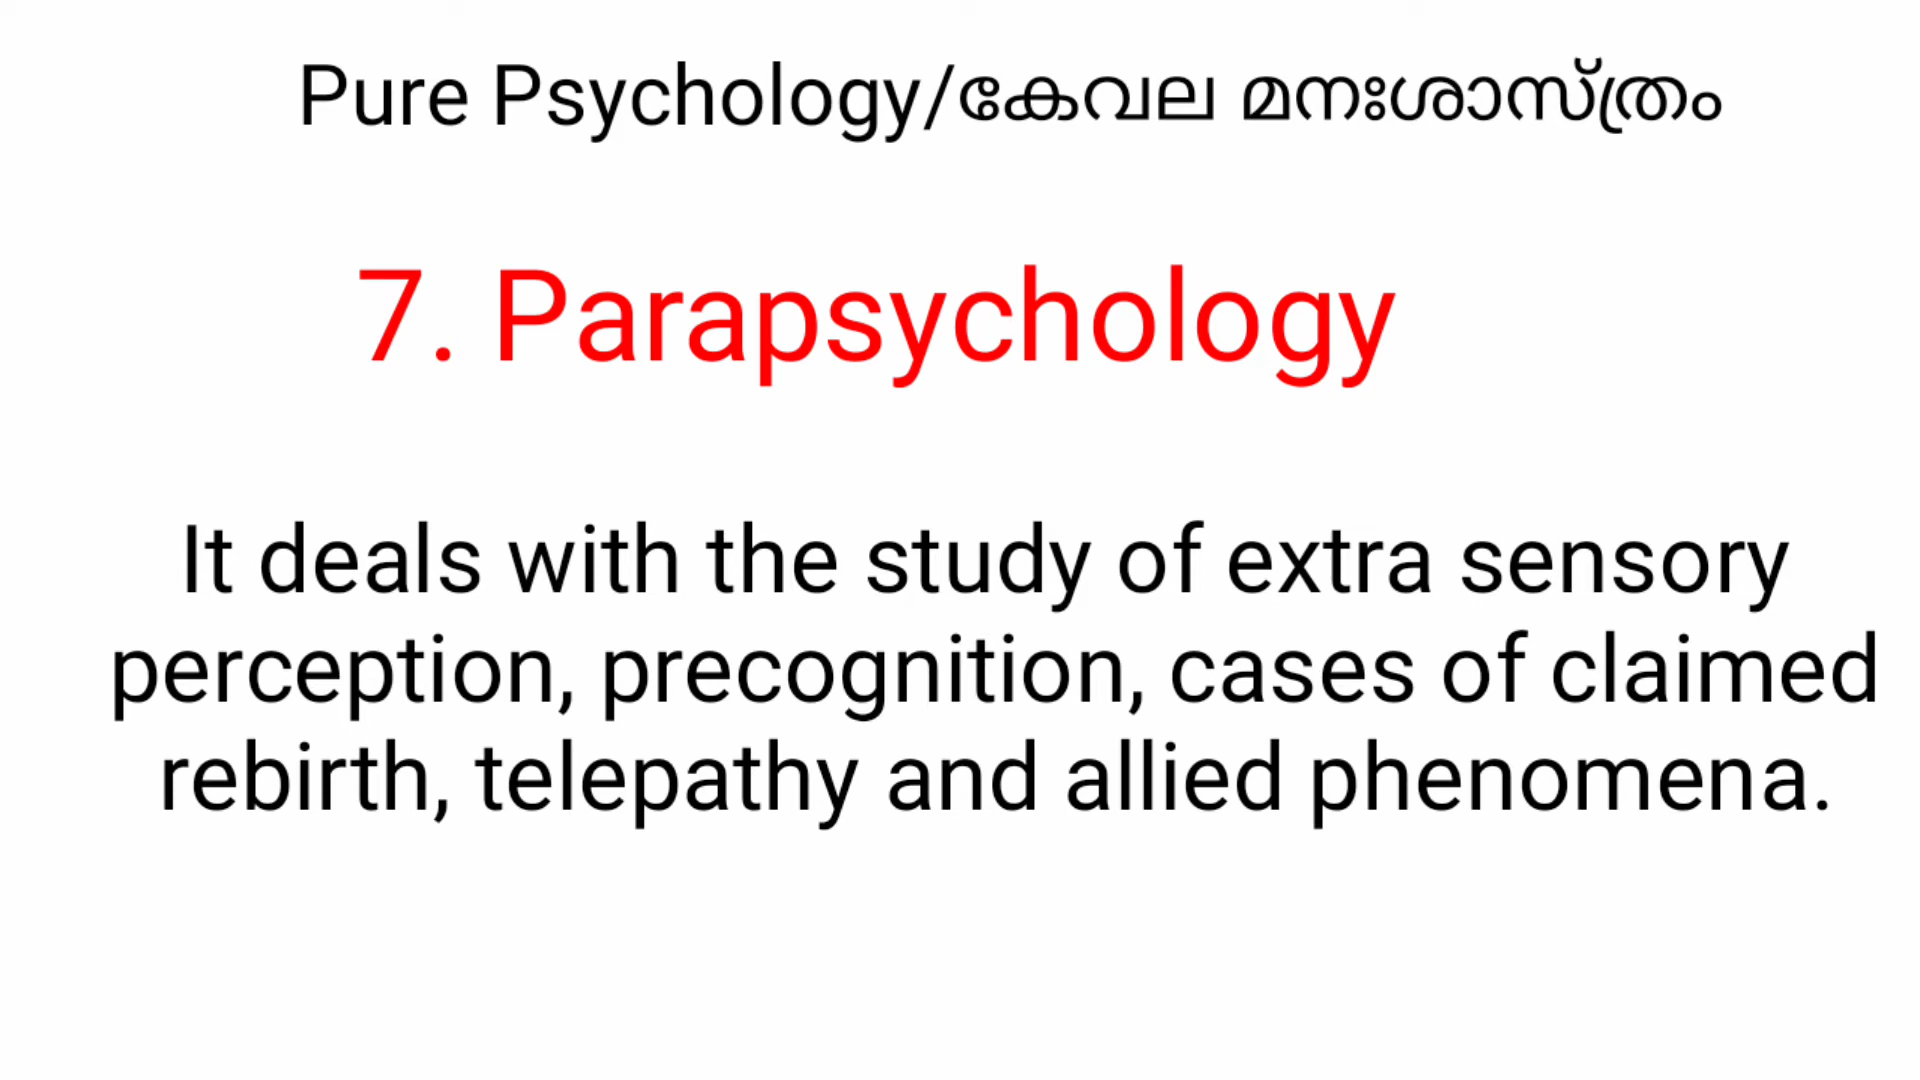 Pure Psychology/കേവല മനഃശാസ്ത്രം
7. Parapsychology
It deals with the study of extra sensory
perception, precognition, cases of claimed
rebirth, telepathy and allied phenomena.